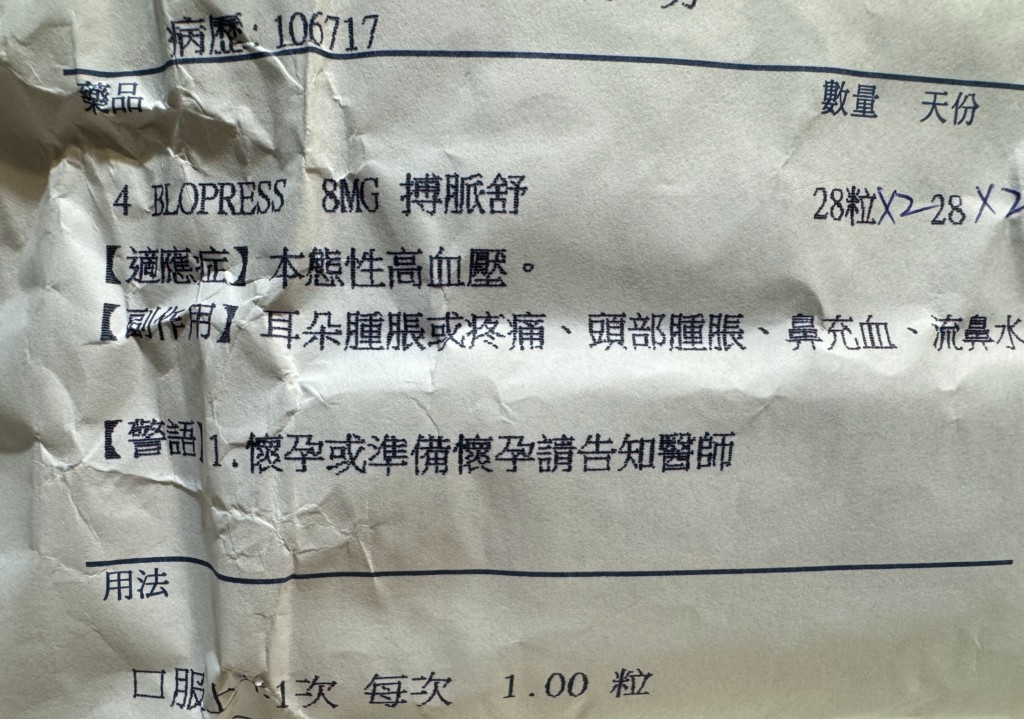 病歷: 106717
藥品 數量 天份
4 BLOPRESS 8MG 搏脈舒 28粒X2 28 X2
【適應症】本態性高血壓。
【副作用】耳朵腫脹或疼痛、頭部腫脹、鼻充血、流鼻水
【警語】1.懷孕或準備懷孕請告知醫師
用法
口服 1次 每次 1.00 粒